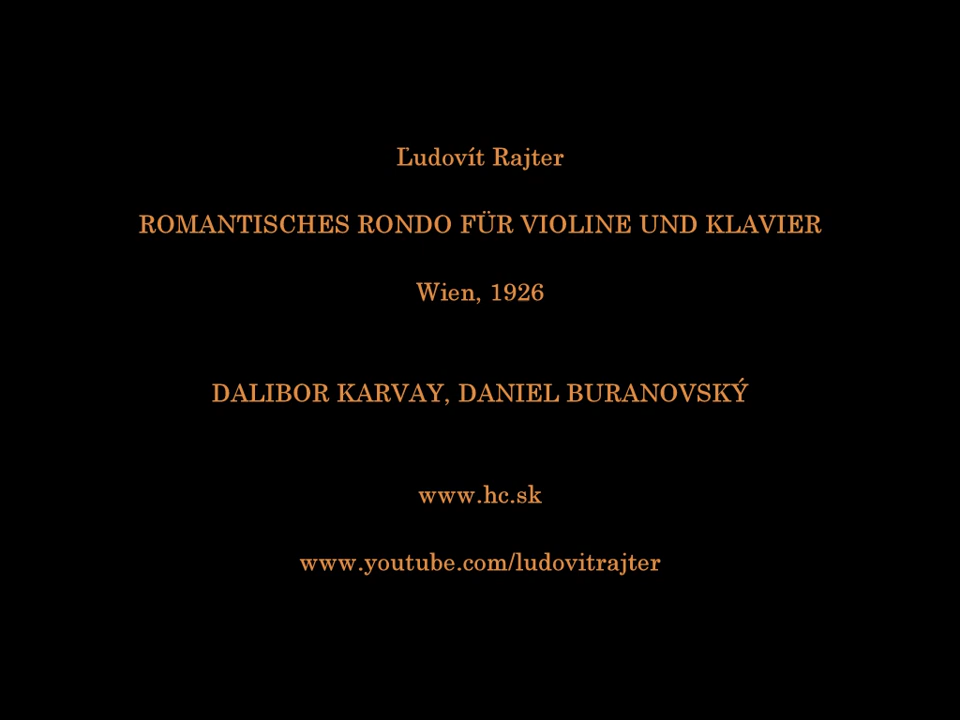 Ľudovít Rajter
ROMANTISCHES RONDO FÜR VIOLINE UND KLAVIER
Wien, 1926
DALIBOR KARVAY, DANIEL BURANOVSKÝ
www.hc.sk
www.youtube.com/ludovitrajter